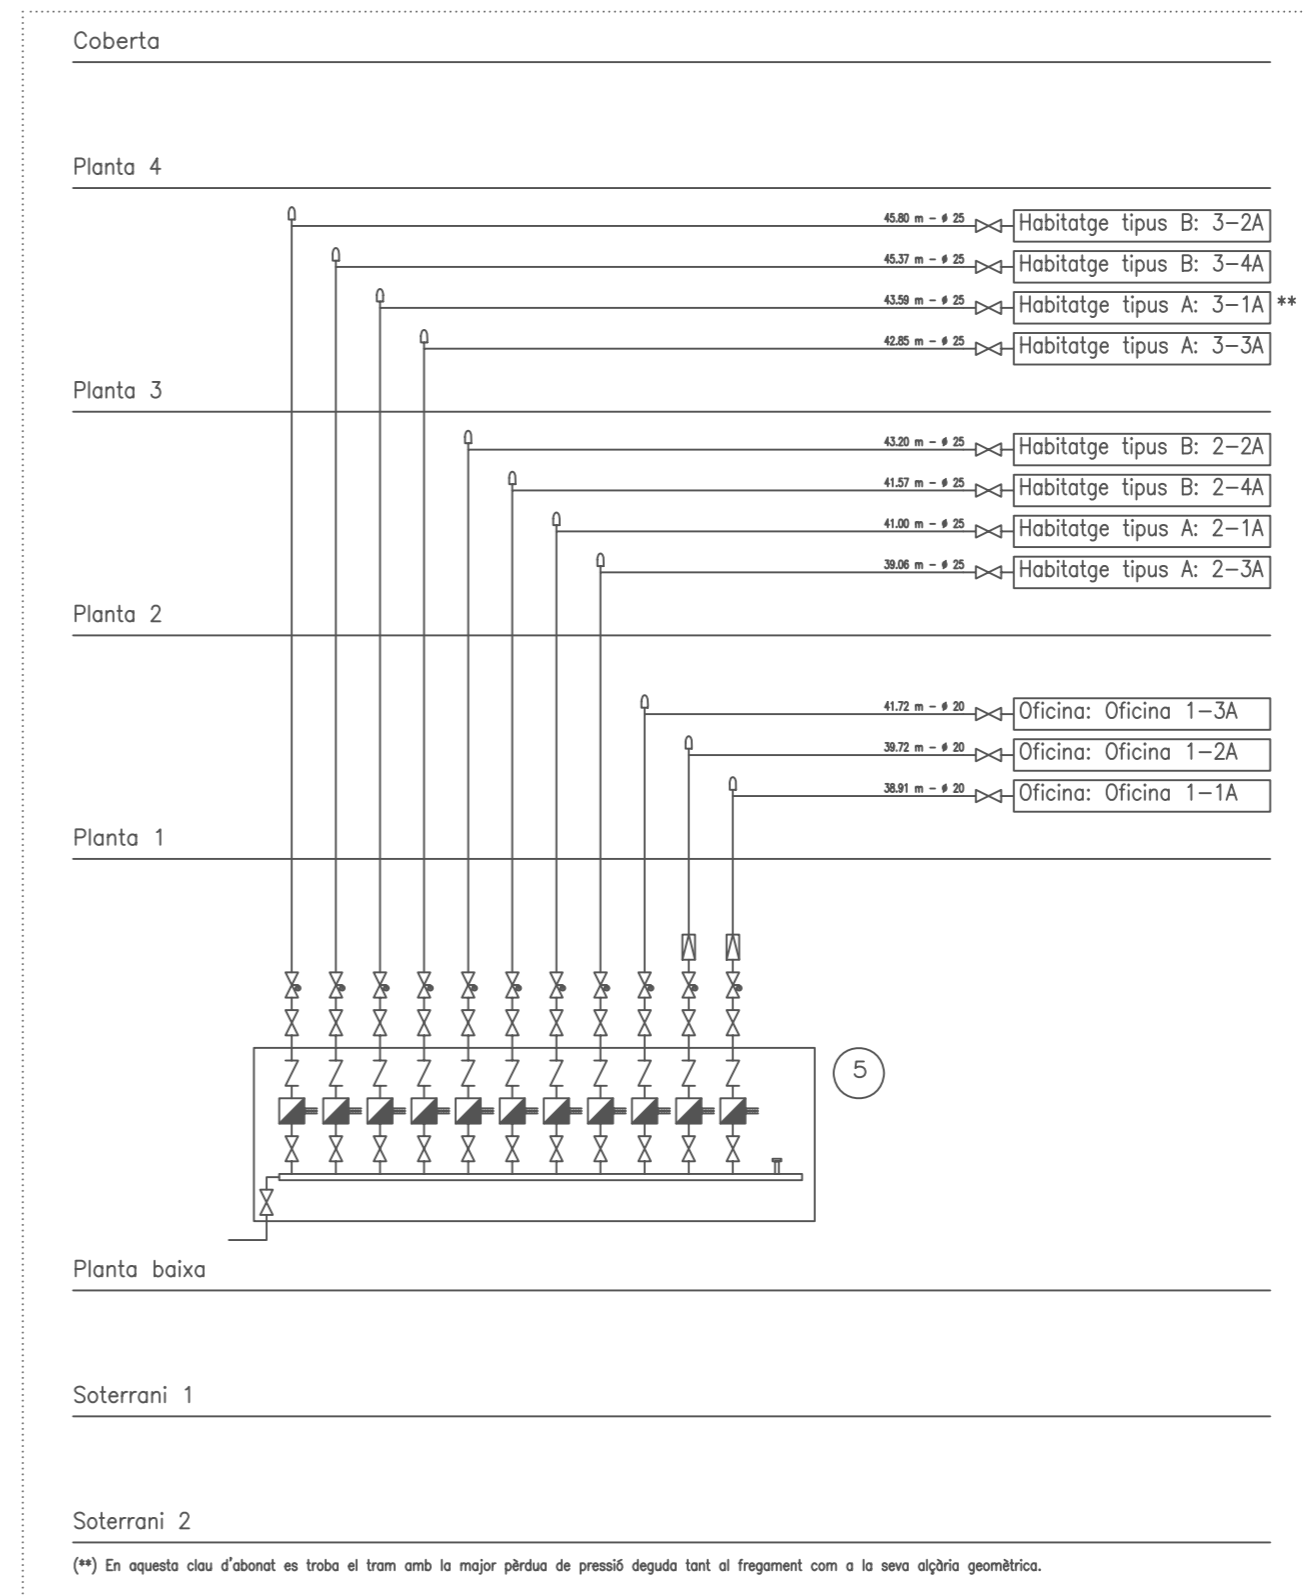 Coberta
Planta 4
45.80 m - ø 25 Habitatge tipus B: 3-2A
45.37 m - ø 25 Habitatge tipus B: 3-4A
43.59 m - ø 25 Habitatge tipus A: 3-1A **
42.85 m - ø 25 Habitatge tipus A: 3-3A
Planta 3
43.20 m - ø 25 Habitatge tipus B: 2-2A
41.57 m - ø 25 Habitatge tipus B: 2-4A
41.00 m - ø 25 Habitatge tipus A: 2-1A
39.06 m - ø 25 Habitatge tipus A: 2-3A
Planta 2
41.72 m - ø 20 Oficina: Oficina 1-3A
39.72 m - ø 20 Oficina: Oficina 1-2A
38.91 m - ø 20 Oficina: Oficina 1-1A
Planta 1
5
Planta baixa
Soterrani 1
Soterrani 2
(**) En aquesta clau d'abonat es troba el tram amb la major pèrdua de pressió deguda tant al fregament com a la seva alçària geomètrica.